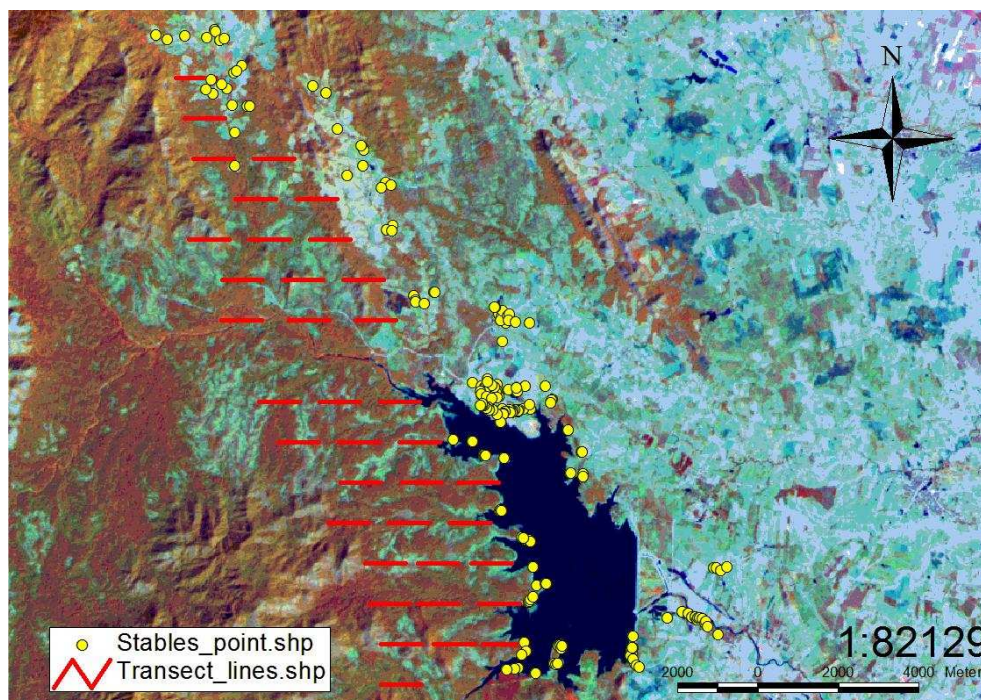 N
Stables_point.shp
Transect_lines.shp
1:82129
2000 0 2000 4000 Meter